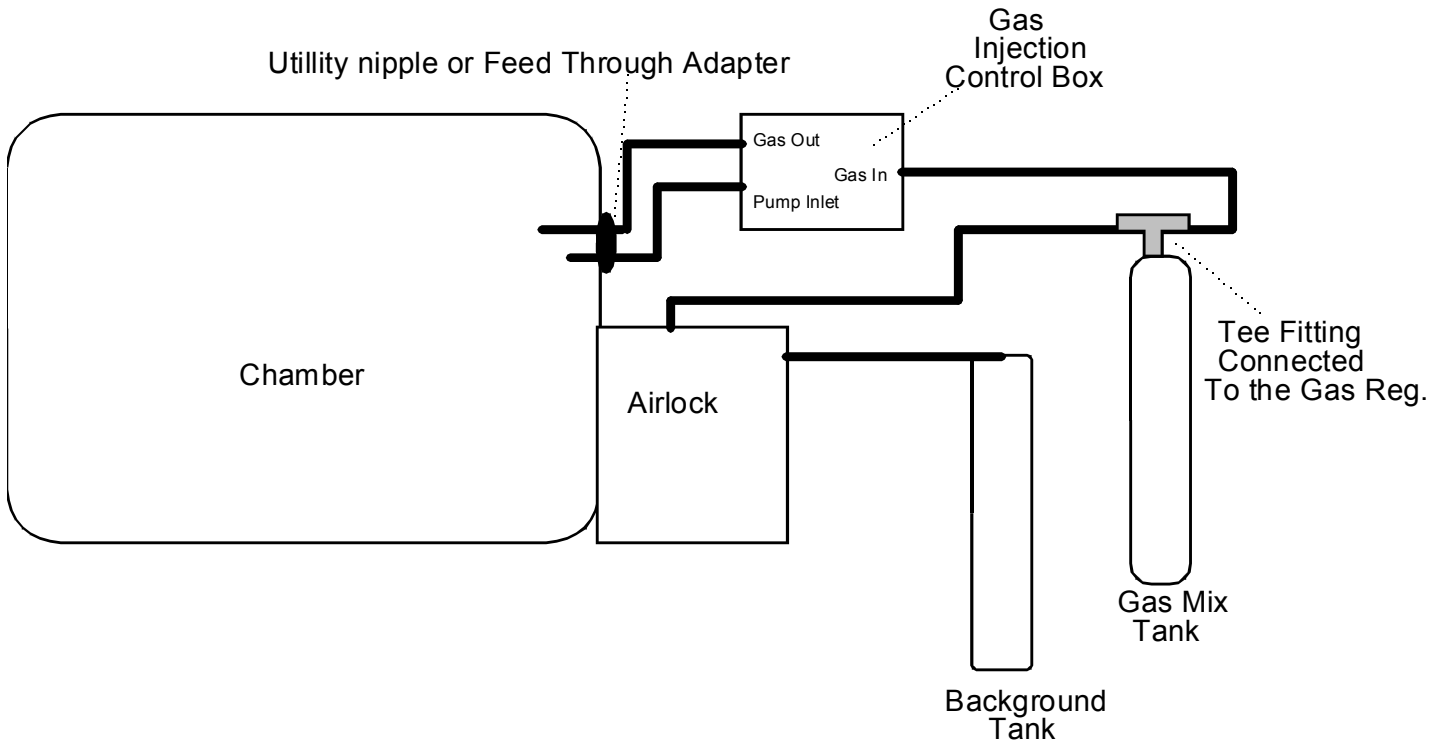 Gas
Injection
Control Box
Utillity nipple or Feed Through Adapter
Gas Out
Gas In
Pump Inlet
Tee Fitting
Connected
To the Gas Reg.
Chamber
Airlock
Gas Mix
Tank
Background
Tank